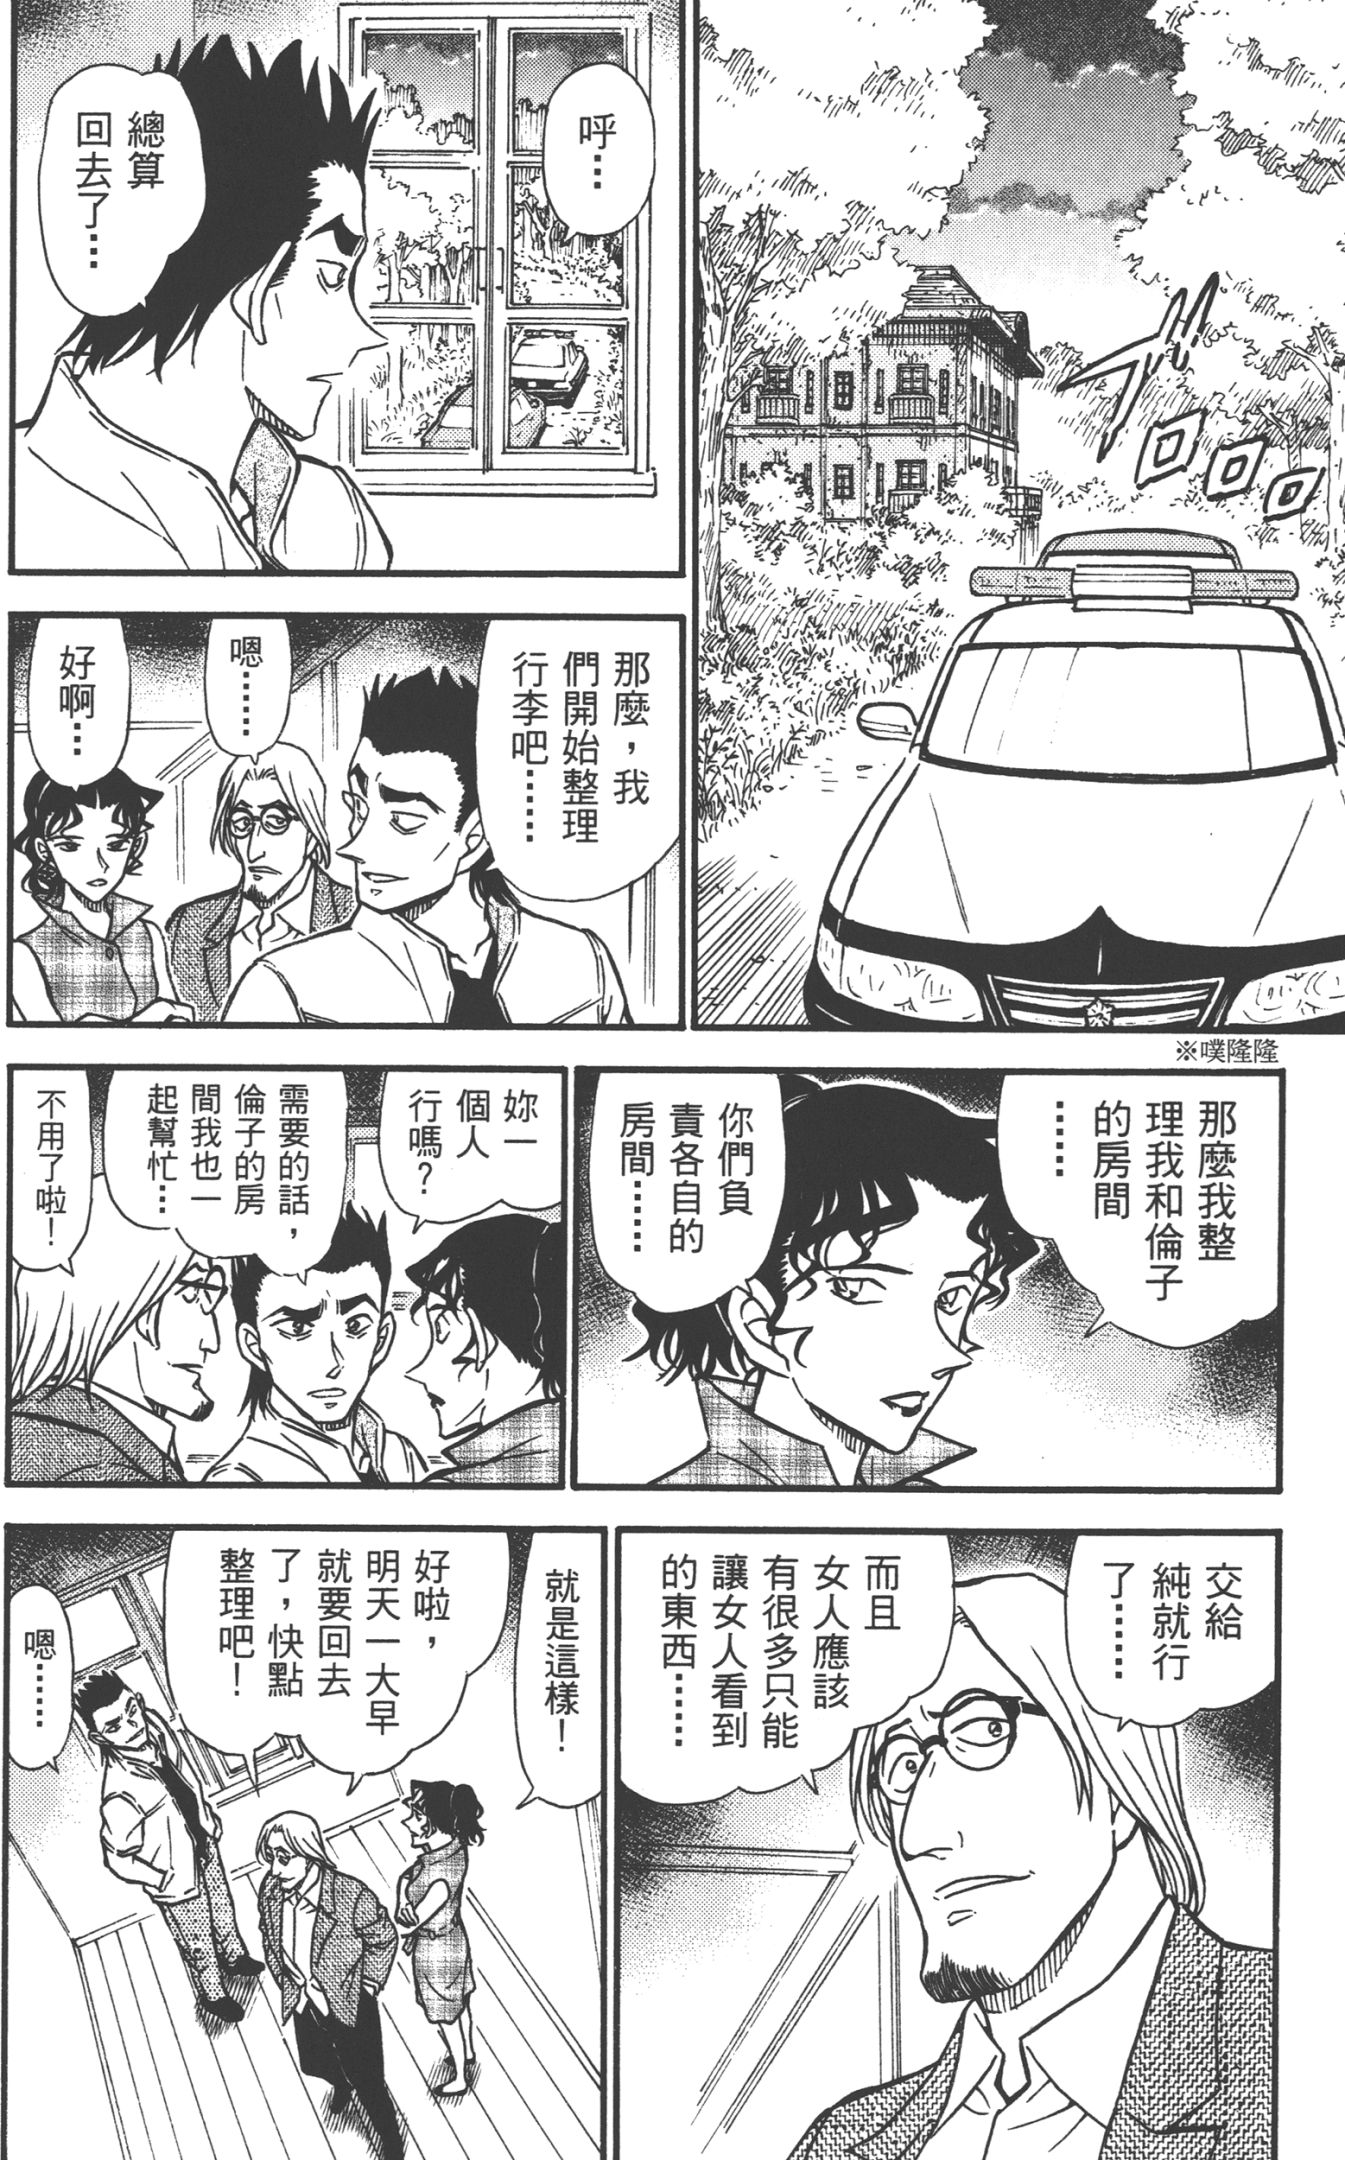 ブロロロ
※噗隆隆
呼…
總算
回去了…
那麼，我
們開始整理
行李吧……
嗯……
好啊…
那麼我整
理我和倫子
的房間
……
你們負
責各自的
房間……
妳一
個人
行嗎？
需要的話，
倫子的房
間我也一
起幫忙…
不用了啦！
交給
純就行
了……
而且
女人應該
有很多只能
讓女人看到
的東西……
就是這樣！
好啦，
明天一大早
就要回去
了，快點
整理吧！
嗯……